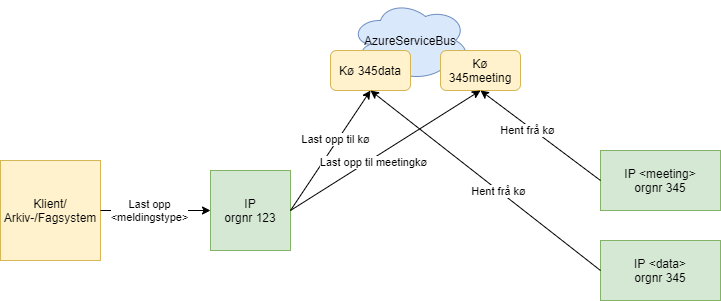 AzureServiceBus
Kø 345data
Kø
345meeting
Last opp til kø
Last opp til meetingkø
Hent frå kø
Hent frå kø
Klient/
Arkiv-/Fagsystem
Last opp
<meldingstype>
IP
orgnr 123
IP <meeting>
orgnr 345
IP <data>
orgnr 345